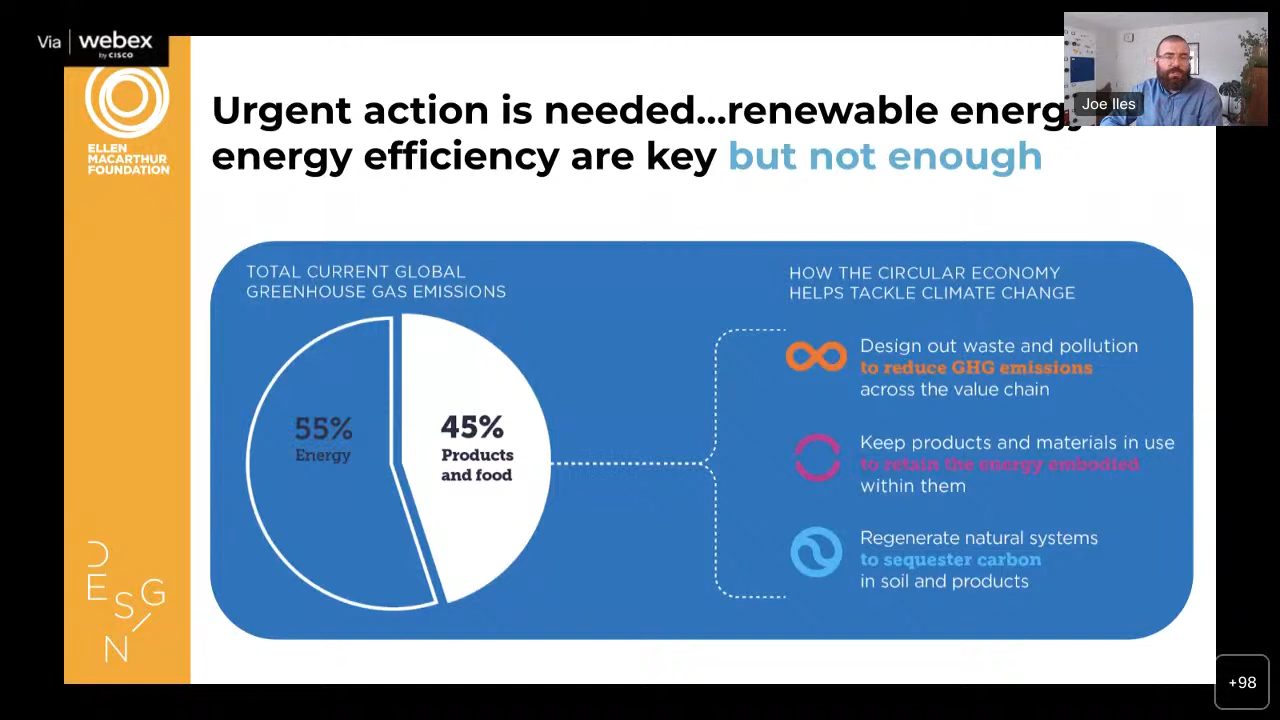 Via webex
by CISCO
ELLEN
MACARTHUR
FOUNDATION
Joe Iles
Urgent action is needed...renewable energy
energy efficiency are key but not enough
TOTAL CURRENT GLOBAL
GREENHOUSE GAS EMISSIONS
55%
Energy
45%
Products
and food
HOW THE CIRCULAR ECONOMY
HELPS TACKLE CLIMATE CHANGE
Design out waste and pollution
to reduce GHG emissions
across the value chain
Keep products and materials in use
to retain the energy embodied
within them
Regenerate natural systems
to sequester carbon
in soil and products
DESIGN
+98